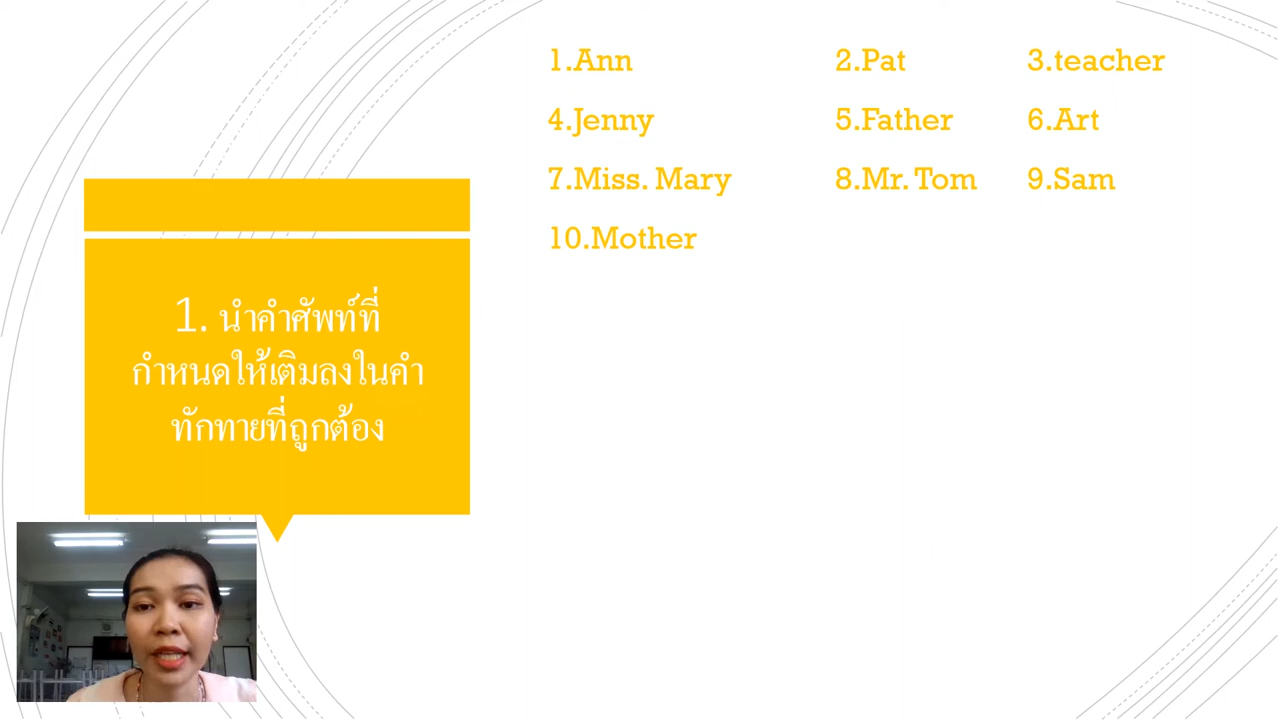 1.Ann 2.Pat 3.teacher
4.Jenny 5.Father 6.Art
7.Miss. Mary 8.Mr. Tom 9.Sam
10.Mother
1. นำคำศัพท์ที่
กำหนดให้เติมลงในคำ
ทักทายที่ถูกต้อง